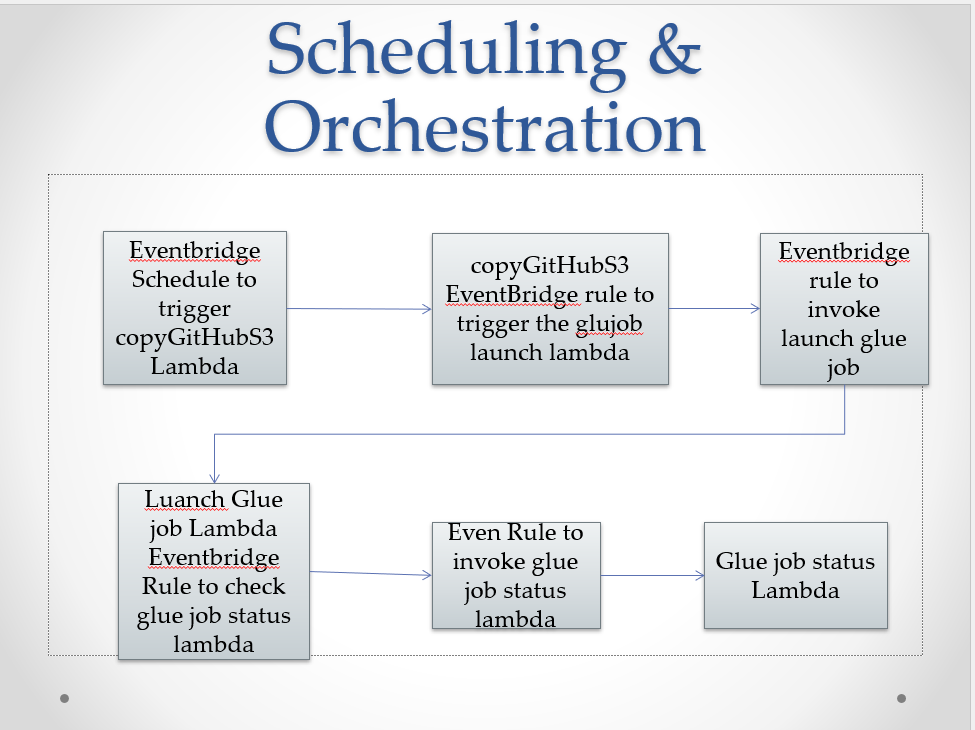 Scheduling &
Orchestration
Eventbridge
Schedule to
trigger
copyGitHubS3
Lambda
copyGitHubS3
EventBridge rule to
trigger the glujob
launch lambda
Eventbridge
rule to
invoke
launch glue
job
Luanch Glue
job Lambda
Eventbridge
Rule to check
glue job status
lambda
Even Rule to
invoke glue
job status
lambda
Glue job status
Lambda